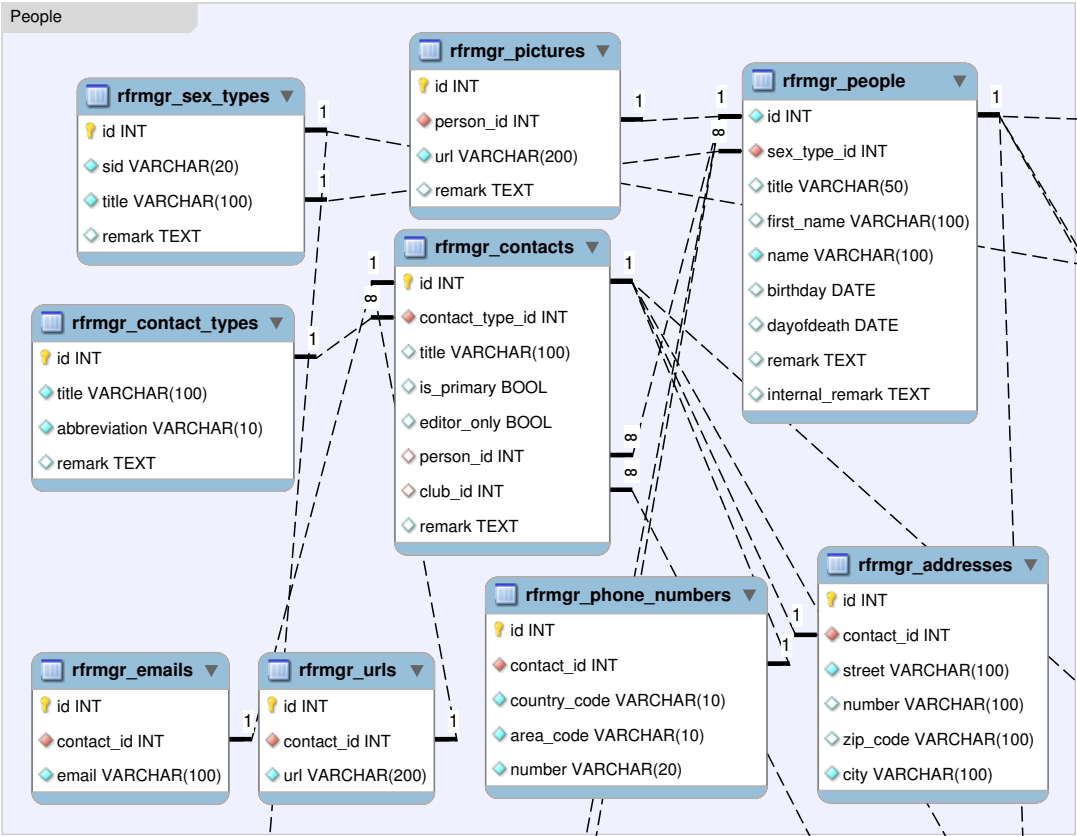 People
rfrmgr_pictures
id INT
person_id INT
url VARCHAR(200)
remark TEXT
rfrmgr_people
id INT
sex_type_id INT
title VARCHAR(50)
first_name VARCHAR(100)
name VARCHAR(100)
birthday DATE
dayofdeath DATE
remark TEXT
internal_remark TEXT
rfrmgr_sex_types
id INT
sid VARCHAR(20)
title VARCHAR(100)
remark TEXT
rfrmgr_contacts
id INT
contact_type_id INT
title VARCHAR(100)
is_primary BOOL
editor_only BOOL
person_id INT
club_id INT
remark TEXT
rfrmgr_contact_types
id INT
title VARCHAR(100)
abbreviation VARCHAR(10)
remark TEXT
rfrmgr_addresses
id INT
contact_id INT
street VARCHAR(100)
number VARCHAR(100)
zip_code VARCHAR(100)
city VARCHAR(100)
rfrmgr_phone_numbers
id INT
contact_id INT
country_code VARCHAR(10)
area_code VARCHAR(10)
number VARCHAR(20)
rfrmgr_emails
id INT
contact_id INT
email VARCHAR(100)
rfrmgr_urls
id INT
contact_id INT
url VARCHAR(200)
1
1
1
1
∞
1
1
∞
1
1
∞
∞
1
1
1
1